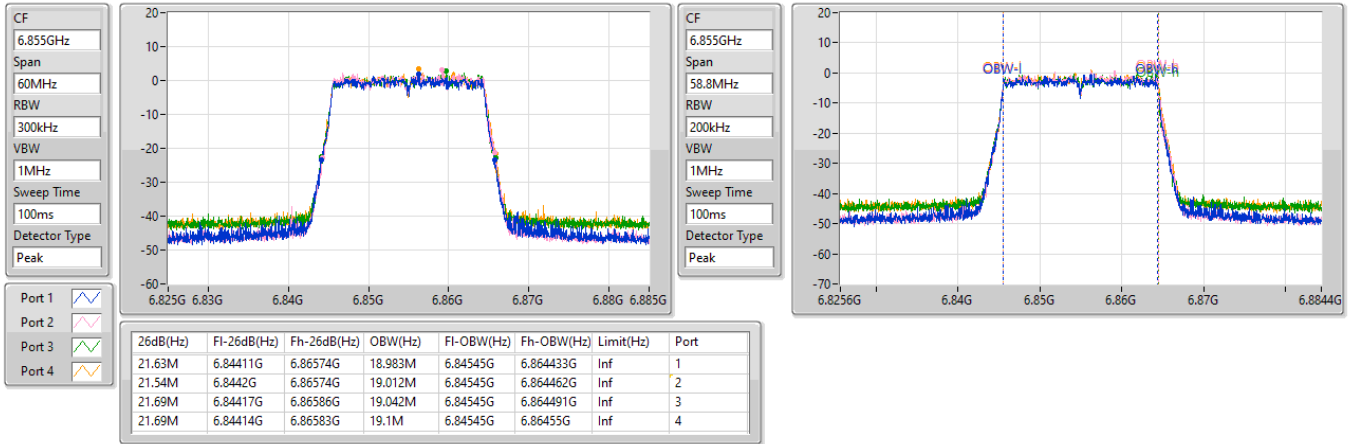 CF
6.855GHz
Span
60MHz
RBW
300kHz
VBW
1MHz
Sweep Time
100ms
Detector Type
Peak
20
10
0
-10
-20
-30
-40
-50
-60
6.825G 6.83G 6.84G 6.85G 6.86G 6.87G 6.88G 6.885G
CF
6.855GHz
Span
58.8MHz
RBW
200kHz
VBW
1MHz
Sweep Time
100ms
Detector Type
Peak
20
10
0
-10
-20
-30
-40
-50
-60
-70
OBW-l OBW-h
6.8256G 6.84G 6.85G 6.86G 6.87G 6.8844G
Port 1
Port 2
Port 3
Port 4
26dB(Hz) Fl-26dB(Hz) Fh-26dB(Hz) OBW(Hz) Fl-OBW(Hz) Fh-OBW(Hz) Limit(Hz) Port
21.63M 6.84411G 6.86574G 18.983M 6.84545G 6.864433G Inf 1
21.54M 6.8442G 6.86574G 19.012M 6.84545G 6.864462G Inf 2
21.69M 6.84417G 6.86586G 19.042M 6.84545G 6.864491G Inf 3
21.69M 6.84414G 6.86583G 19.1M 6.84545G 6.86455G Inf 4